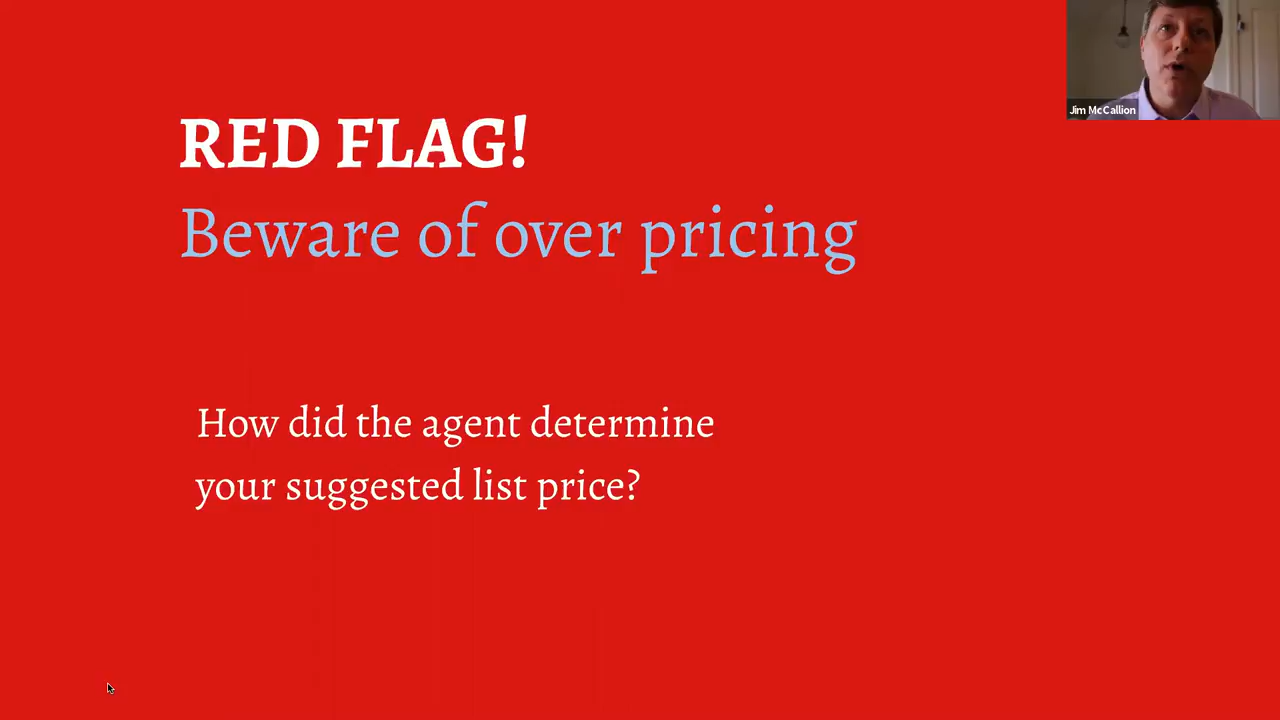 RED FLAG!
Beware of over pricing
How did the agent determine
your suggested list price?
Jim McCallion